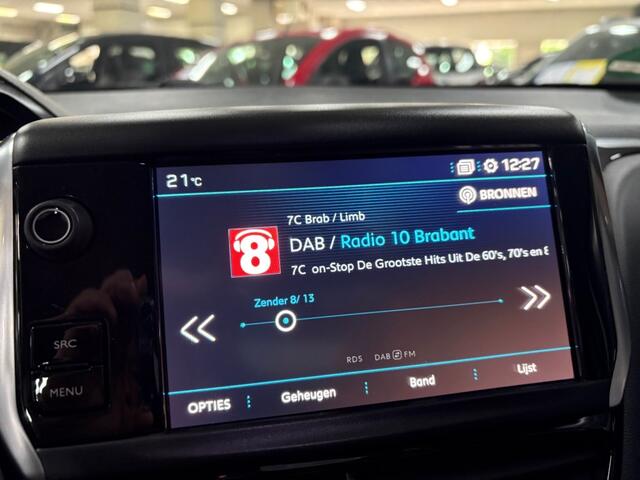 21°C
12:27
BRONNEN
7C Brab / Limb
8
DAB / Radio 10 Brabant
7C on-Stop De Grootste Hits Uit De 60's, 70's en 8
Zender 8/ 13
RDS DAB FM
SRC
MENU
OPTIES Geheugen Band Lijst